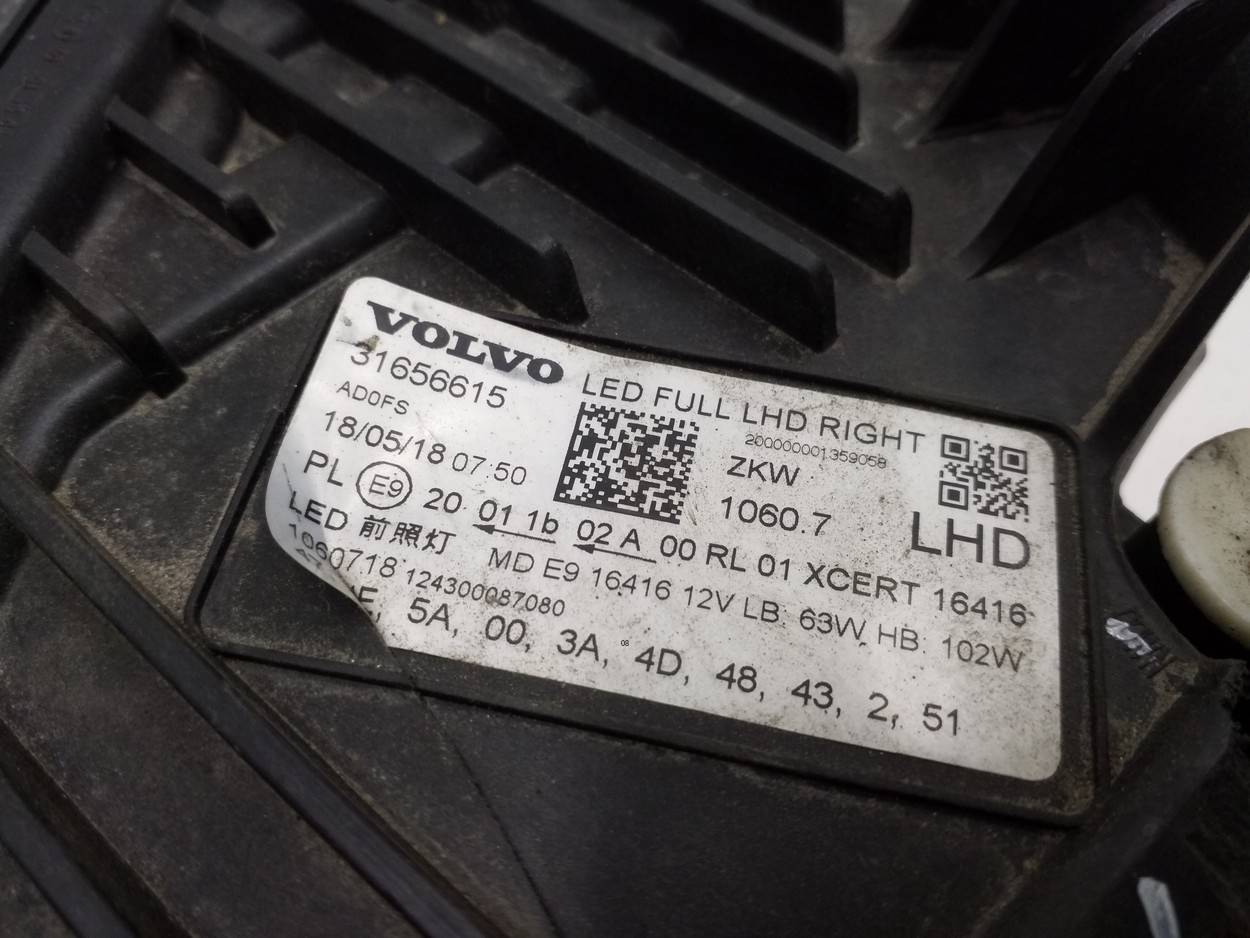 VOLVO
31656615
LED FULL LHD RIGHT
AD0FS
200000001359058
18/05/18 07:50
ZKW
1060.7
LHD
PL E9 20 01 1b 02 A 00 RL 01 XCERT 16416
LED 前照灯 MD E9 16416 12V LB: 63W, HB: 102W
1060718 124300087080
5A, 00, 3A, 4D, 48, 43, 2, 51
08